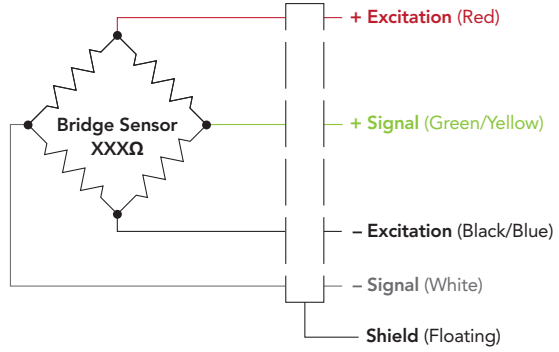 + Excitation (Red)
+ Signal (Green/Yellow)
Bridge Sensor
XXXΩ
– Excitation (Black/Blue)
– Signal (White)
Shield (Floating)